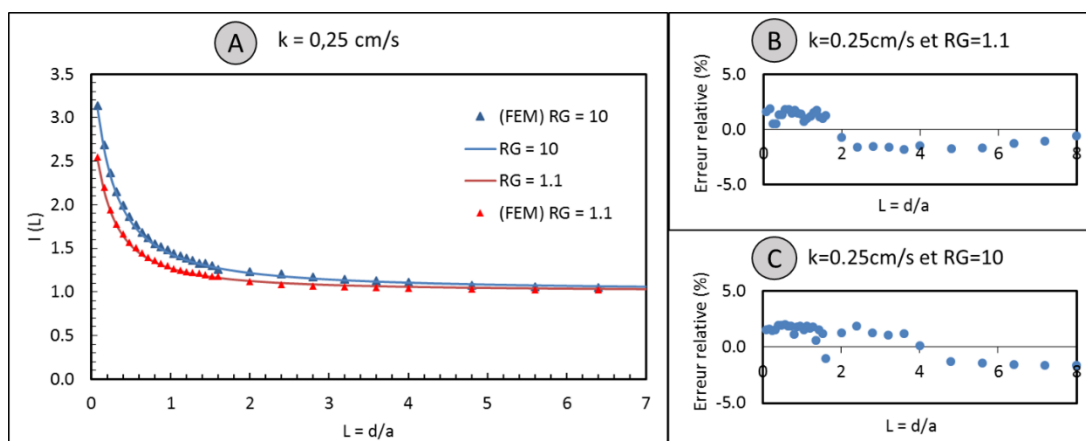 A
k = 0,25 cm/s
3.5
3.0
2.5
2.0
1.5
1.0
0.5
0.0
I (L)
(FEM) RG = 10
RG = 10
RG = 1.1
(FEM) RG = 1.1
0 1 2 3 4 5 6 7
L = d/a
B
k=0.25cm/s et RG=1.1
Erreur relative (%)
5.0
0.0
-5.0
0 2 4 6 8
L = d/a
C
k=0.25cm/s et RG=10
Erreur relative (%)
5.0
0.0
-5.0
0 2 4 6 8
L = d/a